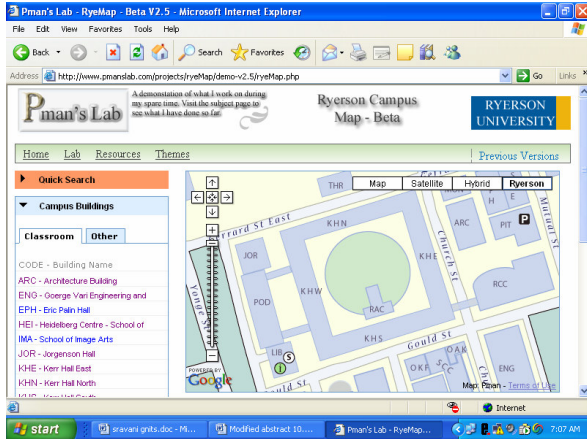 Pman's Lab - RyeMap - Beta V2.5 - Microsoft Internet Explorer
File Edit View Favorites Tools Help
Back Search Favorites
Address http://www.pmanslab.com/projects/ryeMap/demo-v2.5/ryeMap.php Go Links
Pman's Lab
A demonstation of what I work on during
my spare time. Visit the subject page to
see what I have done so far.
Ryerson Campus
Map - Beta
RYERSON
UNIVERSITY
Home Lab Resources Themes Previous Versions
Quick Search
Campus Buildings
Classroom Other
CODE - Building Name
ARC - Architecture Building
ENG - Goerge Vari Engineering and
EPH - Eric Palin Hall
HEI - Heidelberg Centre - School of
IMA - School of Image Arts
JOR - Jorgenson Hall
KHE - Kerr Hall East
KHN - Kerr Hall North
Map Satellite Hybrid Ryerson
THR
MON
H
E
Mutual St
rrard St East
KHN
ARC
PIT
P
JOR
KHE
Church St
RCC
Yonge St
POD
KHW
RAC
KHS
Gould St
LIB
S
i
OAK
OKF
SCC
ENG
uld St
POWERED BY
Google
Map: Pman - Terms of Use
Internet
start
sravani gnits.doc - Mi...
Modified abstract 10....
Pman's Lab - RyeMap...
7:07 AM